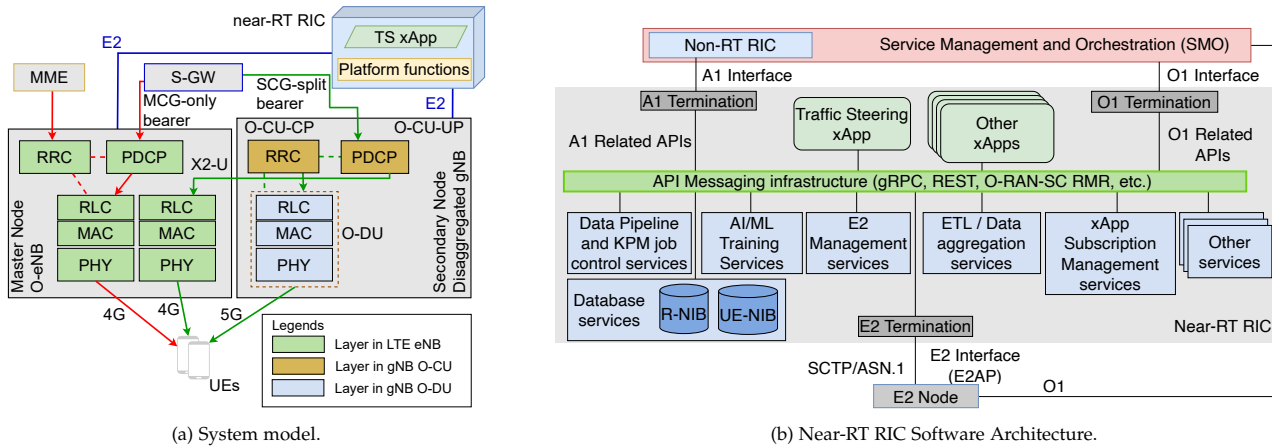 near-RT RIC
E2
TS xApp
Platform functions
MME
S-GW
SCG-split
bearer
E2
MCG-only
bearer
O-CU-CP
O-CU-UP
RRC
PDCP
X2-U
RRC
PDCP
RLC
RLC
RLC
MAC
MAC
MAC
O-DU
PHY
PHY
PHY
Master Node
O-eNB
Secondary Node
Disaggregated gNB
4G
4G
5G
UEs
Legends
Layer in LTE eNB
Layer in gNB O-CU
Layer in gNB O-DU
(a) System model.
Non-RT RIC
Service Management and Orchestration (SMO)
A1 Interface
O1 Interface
A1 Termination
Traffic Steering
xApp
Other
xApps
O1 Termination
A1 Related APIs
O1 Related
APIs
API Messaging infrastructure (gRPC, REST, O-RAN-SC RMR, etc.)
Data Pipeline
and KPM job
control services
AI/ML
Training
Services
E2
Management
services
ETL / Data
aggregation
services
xApp
Subscription
Management
services
Other
services
Database
services
R-NIB
UE-NIB
E2 Termination
Near-RT RIC
SCTP/ASN.1
E2 Interface
(E2AP)
E2 Node
O1
(b) Near-RT RIC Software Architecture.